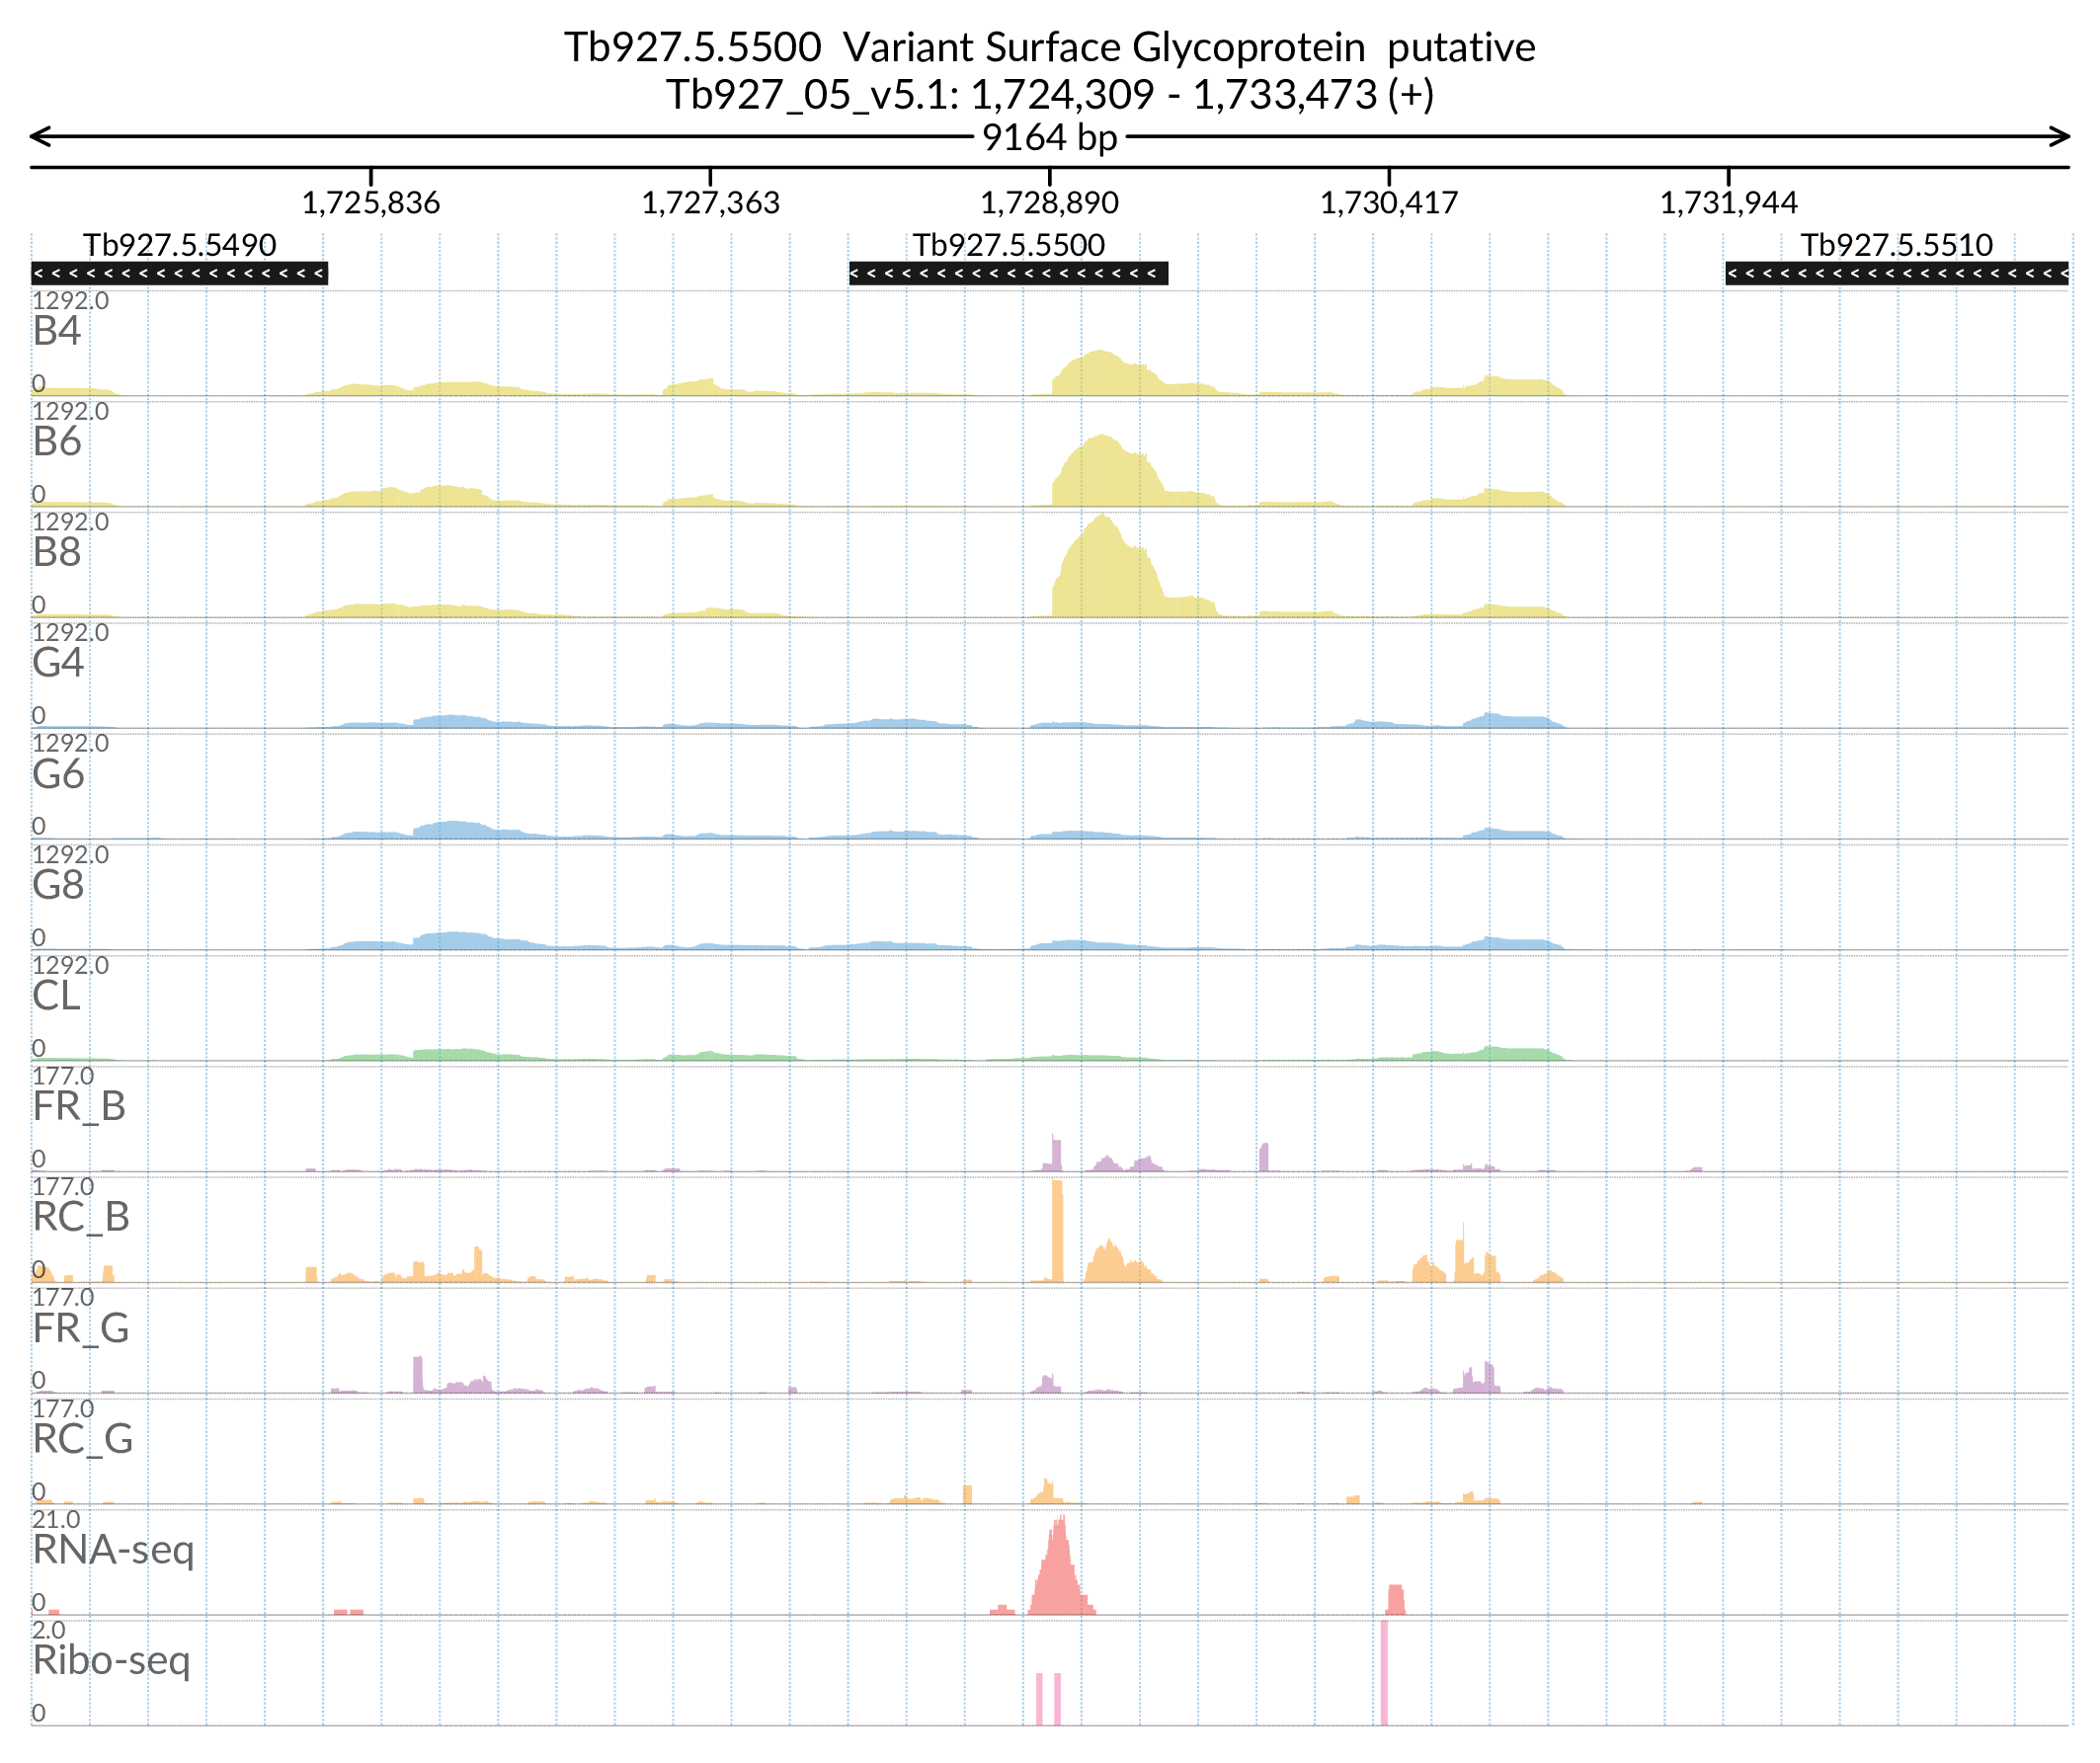 Tb927.5.5500  Variant Surface Glycoprotein  putative
Tb927_05_v5.1: 1,724,309 - 1,733,473 (+)
9164 bp
1,725,836 1,727,363 1,728,890 1,730,417 1,731,944
Tb927.5.5490 Tb927.5.5500 Tb927.5.5510
1292.0
B4
0
1292.0
B6
0
1292.0
B8
0
1292.0
G4
0
1292.0
G6
0
1292.0
G8
0
1292.0
CL
0
177.0
FR_B
0
177.0
RC_B
0
177.0
FR_G
0
177.0
RC_G
0
21.0
RNA-seq
0
2.0
Ribo-seq
0